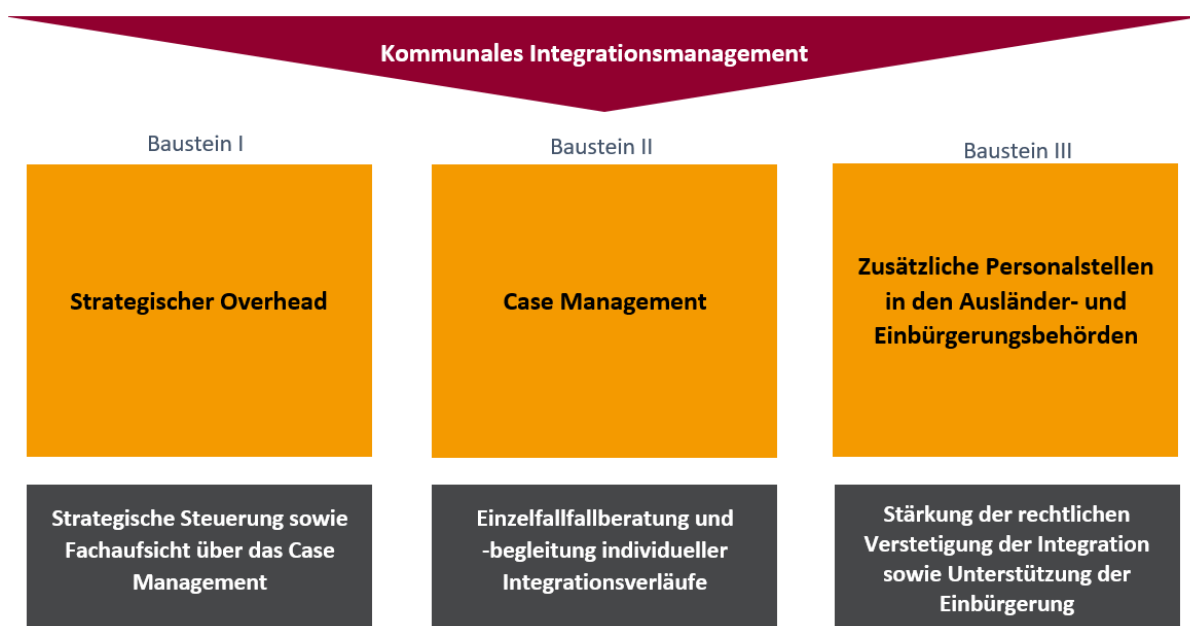 Kommunales Integrationsmanagement
Baustein I
Strategischer Overhead
Strategische Steuerung sowie
Fachaufsicht über das Case
Management
Baustein II
Case Management
Einzelfallfallberatung und
-begleitung individueller
Integrationsverläufe
Baustein III
Zusätzliche Personalstellen
in den Ausländer- und
Einbürgerungsbehörden
Stärkung der rechtlichen
Verstetigung der Integration
sowie Unterstützung der
Einbürgerung